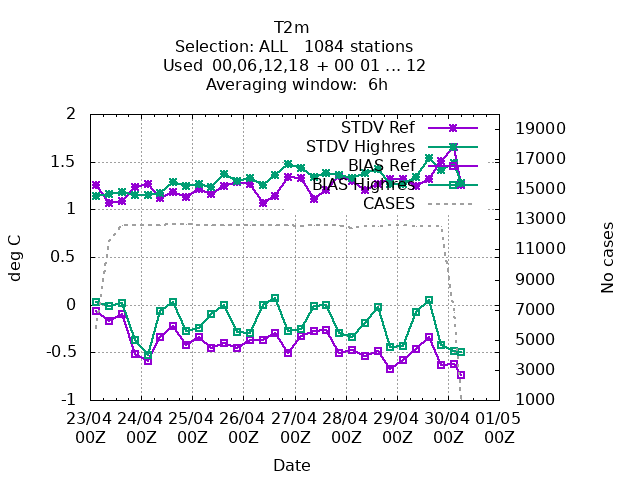 T2m
Selection: ALL   1084 stations
Used  00,06,12,18  + 00 01 ... 12
Averaging window:  6h
STDV Ref
STDV Highres
BIAS Ref
BIAS Highres
CASES
deg C
2
1.5
1
0.5
0
-0.5
-1
No cases
19000
17000
15000
13000
11000
9000
7000
5000
3000
1000
23/04 24/04 25/04 26/04 27/04 28/04 29/04 30/04 01/05
00Z 00Z 00Z 00Z 00Z 00Z 00Z 00Z 00Z
Date